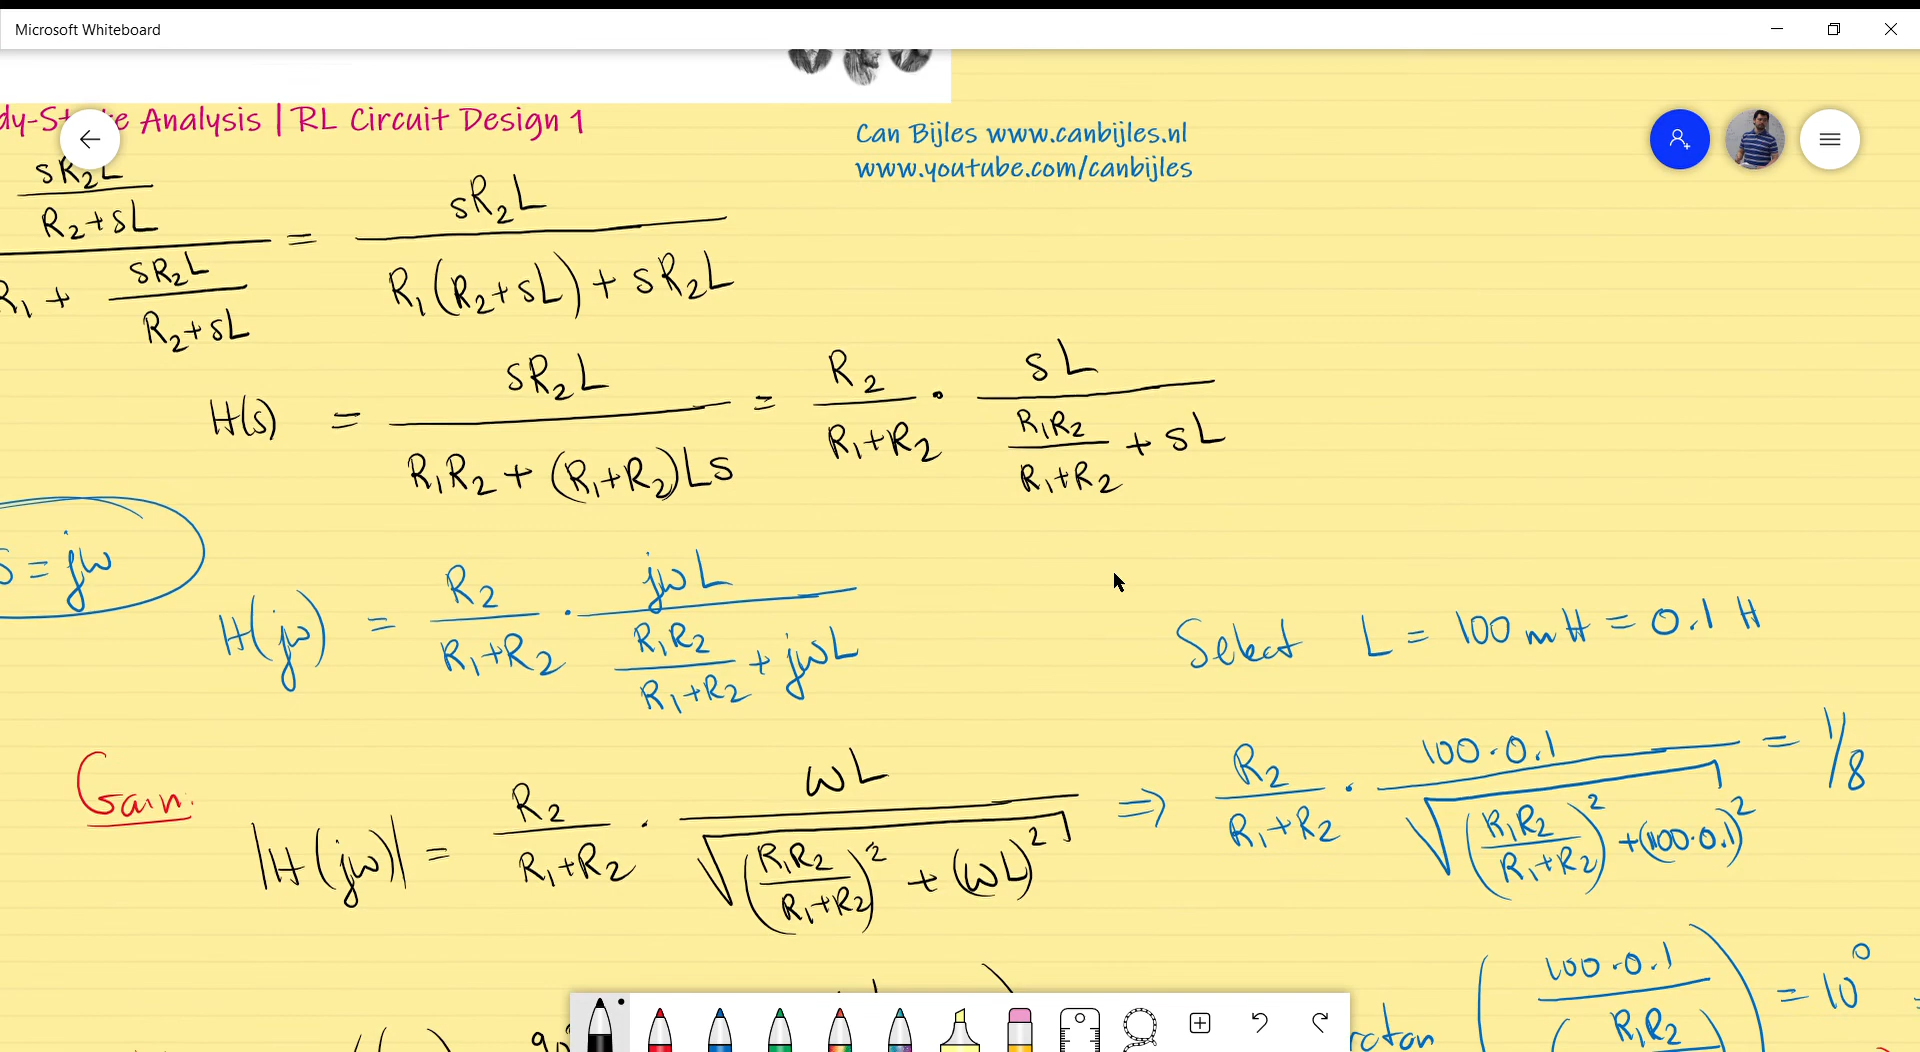 Microsoft Whiteboard
Analysis | RL Circuit Design 1
Can Bijles www.canbijles.nl
www.youtube.com/canbijles
sR₂L / (R₂+sL) / (R₁ + sR₂L / (R₂+sL)) = sR₂L / (R₁(R₂+sL) + sR₂L)
H(s) = sR₂L / (R₁R₂ + (R₁+R₂)Ls) = R₂ / (R₁+R₂) · sL / (R₁R₂ / (R₁+R₂) + sL)
s = jω
H(jω) = R₂ / (R₁+R₂) · jωL / (R₁R₂ / (R₁+R₂) + jωL)
Select L = 100 mH = 0.1 H
Gain:
|H(jω)| = R₂ / (R₁+R₂) · ωL / √((R₁R₂ / (R₁+R₂))² + (ωL)²) ⇒ R₂ / (R₁+R₂) · 100·0.1 / √((R₁R₂ / (R₁+R₂))² + (100·0.1)²) = 1/8
(100·0.1 / (R₁R₂)) = 10°